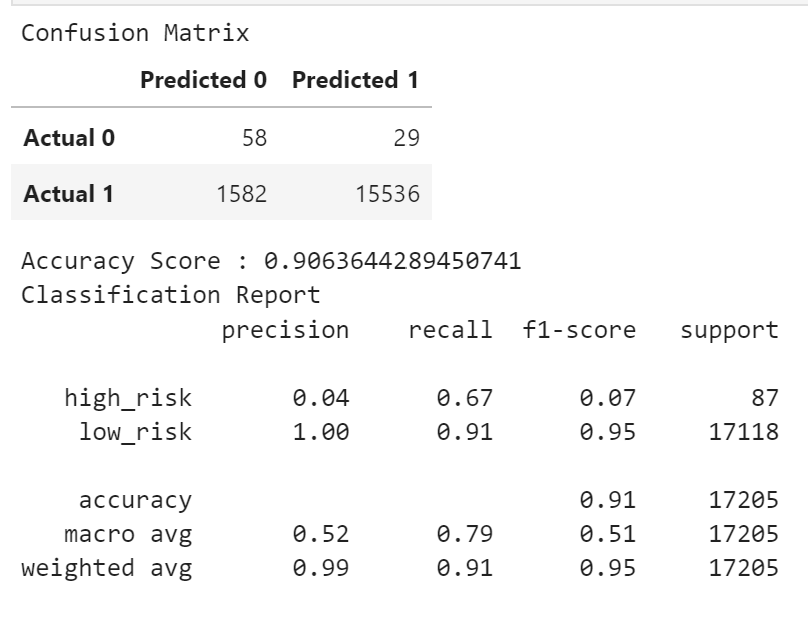 Confusion Matrix
Predicted 0 Predicted 1
Actual 0 58 29
Actual 1 1582 15536
Accuracy Score : 0.9063644289450741
Classification Report
precision recall f1-score support
high_risk 0.04 0.67 0.07 87
low_risk 1.00 0.91 0.95 17118
accuracy 0.91 17205
macro avg 0.52 0.79 0.51 17205
weighted avg 0.99 0.91 0.95 17205